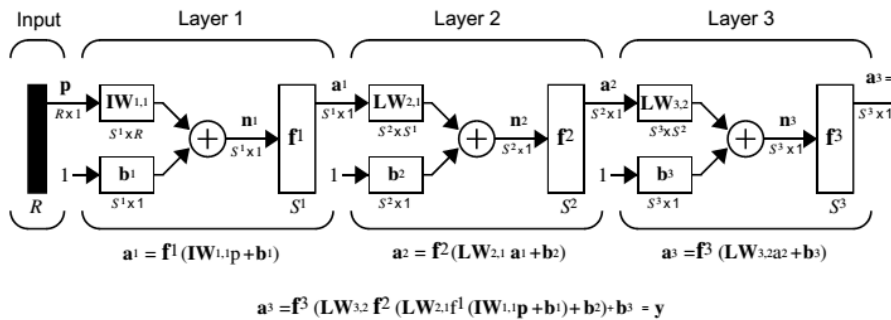 Input Layer 1 Layer 2 Layer 3
p IW1,1 n1 f1 a1 LW2,1 n2 f2 a2 LW3,2 n3 f3 a3 =
R x 1 S1 x R S1 x 1 S1 x 1 S2 x S1 S2 x 1 S2 x 1 S3 x S2 S3 x 1 S3 x 1
1 b1 1 b2 1 b3
R S1 x 1 S1 S2 x 1 S2 S3 x 1 S3
a1 = f1 (IW1,1p + b1) a2 = f2 (LW2,1 a1 + b2) a3 =f3 (LW3,2a2 + b3)
a3 =f3 (LW3,2 f2 (LW2,1f1 (IW1,1p + b1) + b2)+ b3 = y